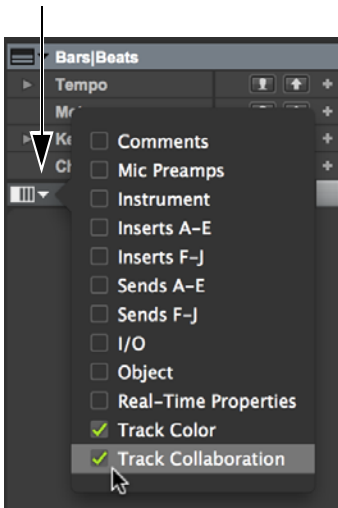 Bars|Beats
Tempo
Comments
Mic Preamps
Instrument
Inserts A–E
Inserts F–J
Sends A–E
Sends F–J
I/O
Object
Real-Time Properties
Track Color
Track Collaboration